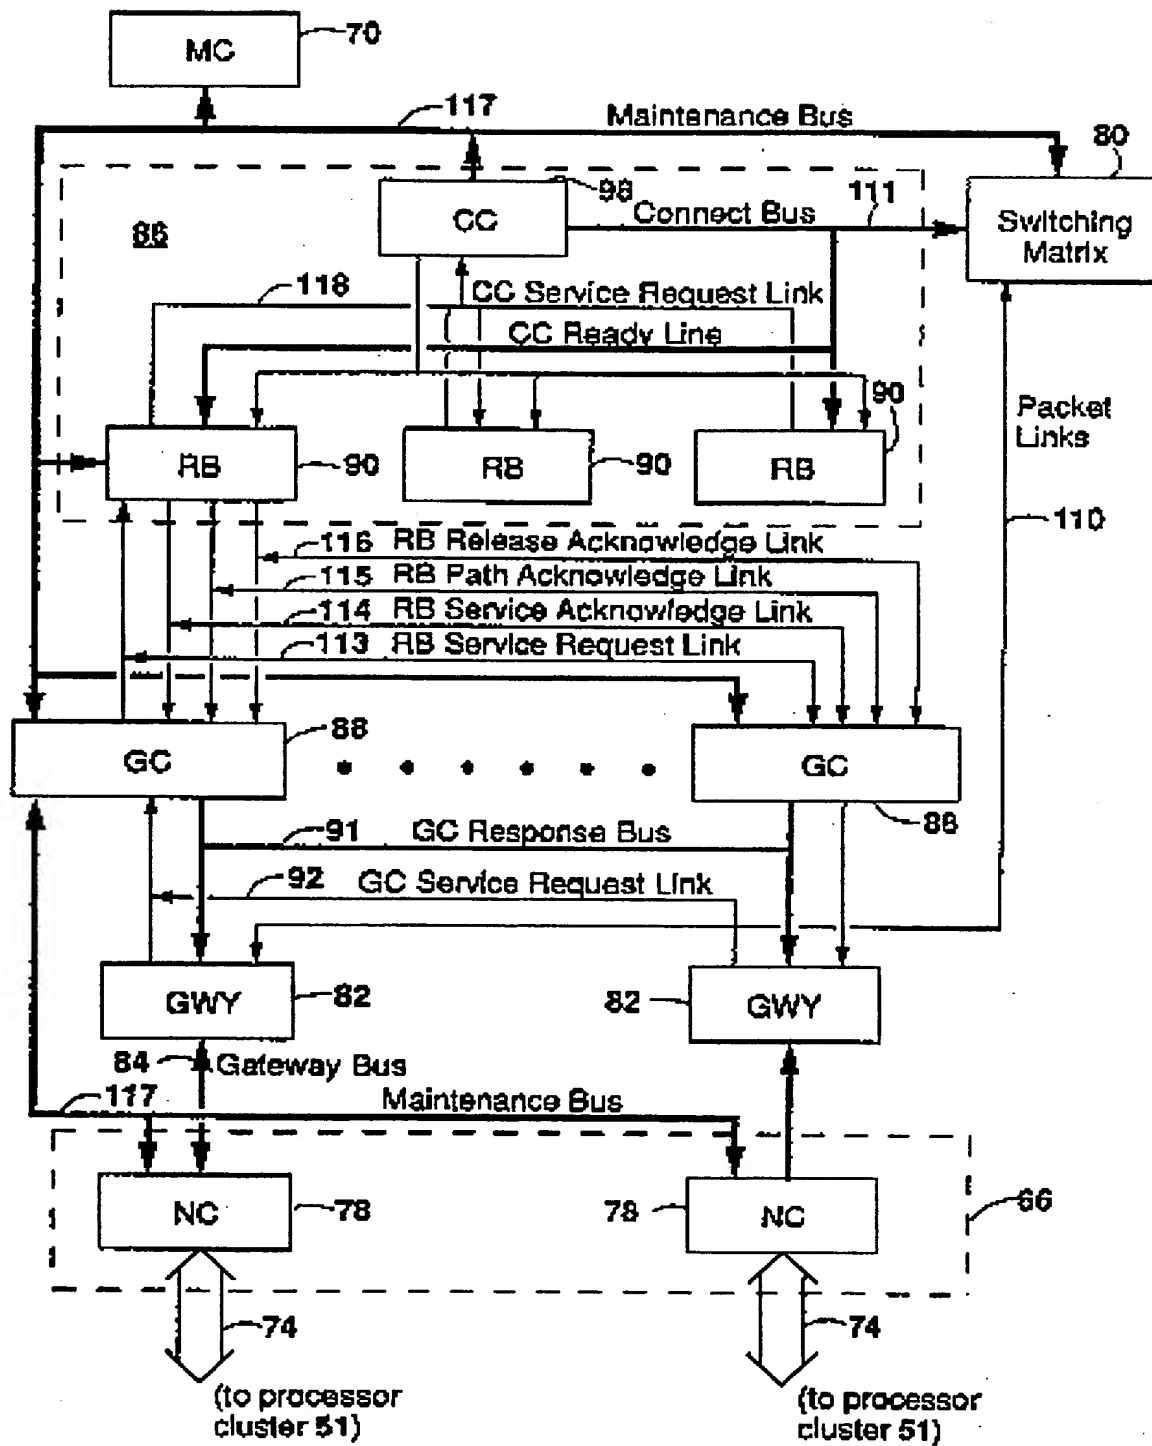 MC
70
117
Maintenance Bus
80
98
CC
Connect Bus
111
Switching
Matrix
86
118
CC Service Request Link
CC Ready Line
90
Packet
Links
RB
90
RB
90
RB
110
116 RB Release Acknowledge Link
115 RB Path Acknowledge Link
114 RB Service Acknowledge Link
113 RB Service Request Link
88
GC
GC
88
91 GC Response Bus
92 GC Service Request Link
GWY
82
82
GWY
84 Gateway Bus
117
Maintenance Bus
NC
78
78
NC
66
74
74
(to processor
cluster 51)
(to processor
cluster 51)